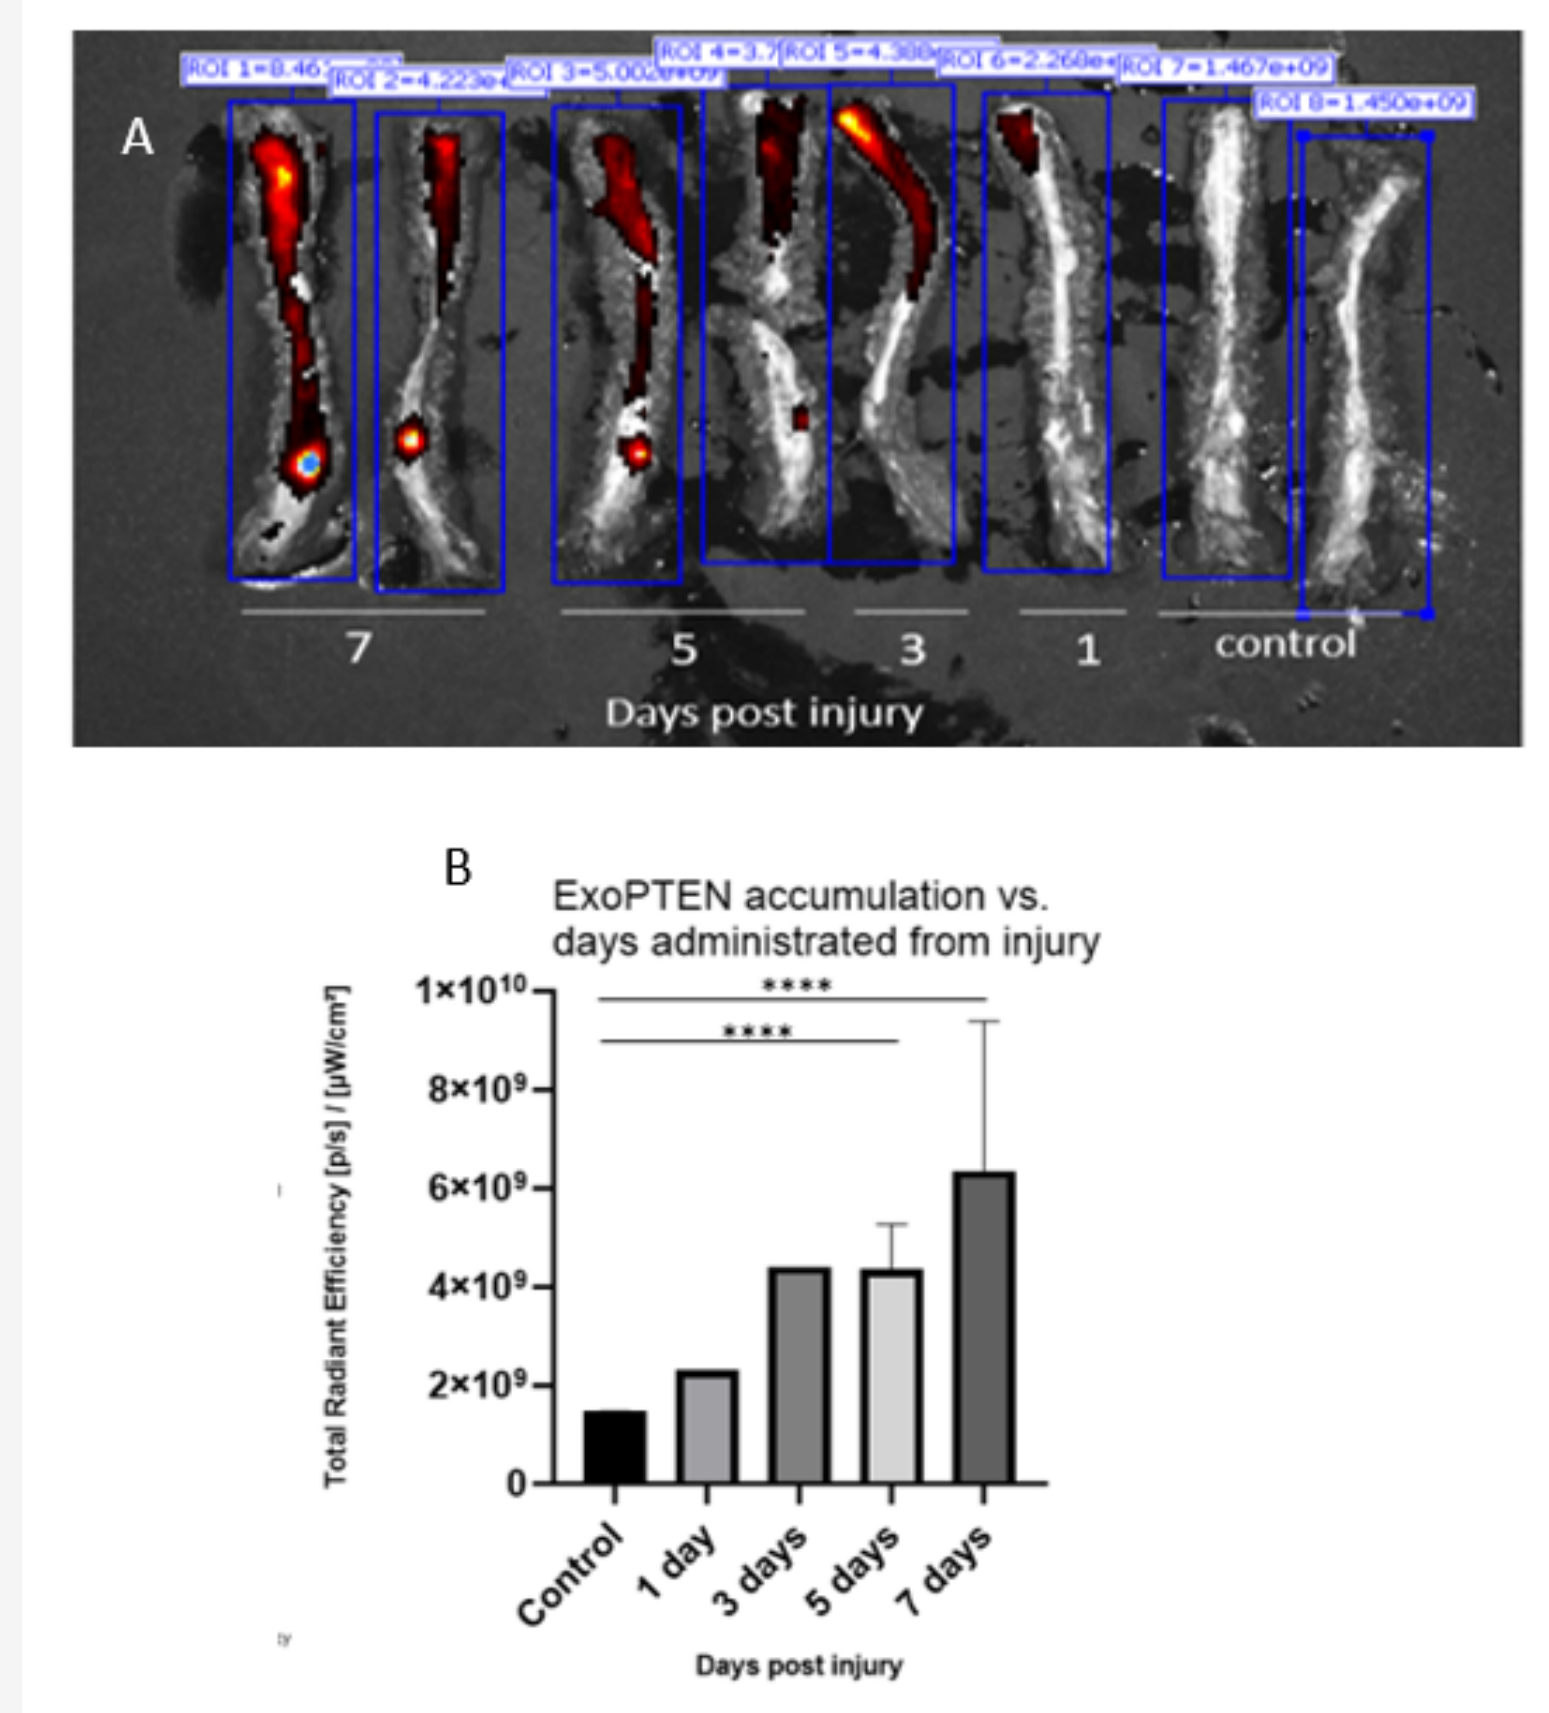 ROI 4=3.7
ROI 5=4.388
ROI 1=8.46
ROI 2=4.223e+
ROI 3=5.002e+09
ROI 6=2.268e+
ROI 7=1.467e+09
ROI 8=1.450e+09
A
7
5
3
1
control
Days post injury
B
ExoPTEN accumulation vs.
days administrated from injury
Total Radiant Efficiency [p/s] / [µW/cm²]
1×10¹⁰
8×10⁹
6×10⁹
4×10⁹
2×10⁹
0
****
****
Control
1 day
3 days
5 days
7 days
Days post injury